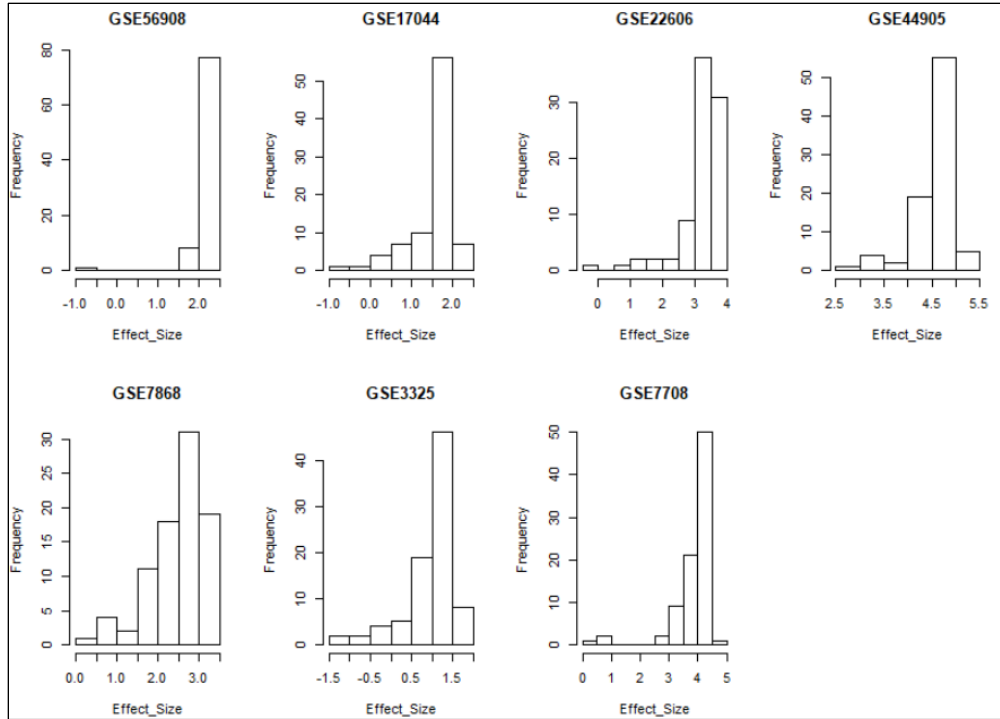 GSE56908 GSE17044 GSE22606 GSE44905
Frequency
0 20 40 60 80
-1.0 0.0 1.0 2.0
Effect_Size
Frequency
0 10 20 30 40 50
-1.0 0.0 1.0 2.0
Effect_Size
Frequency
0 10 20 30
0 1 2 3 4
Effect_Size
Frequency
0 10 20 30 40 50
2.5 3.5 4.5 5.5
Effect_Size
GSE7868 GSE3325 GSE7708
Frequency
0 5 10 15 20 25 30
0.0 1.0 2.0 3.0
Effect_Size
Frequency
0 10 20 30 40
-1.5 -0.5 0.5 1.5
Effect_Size
Frequency
0 10 20 30 40 50
0 1 2 3 4 5
Effect_Size